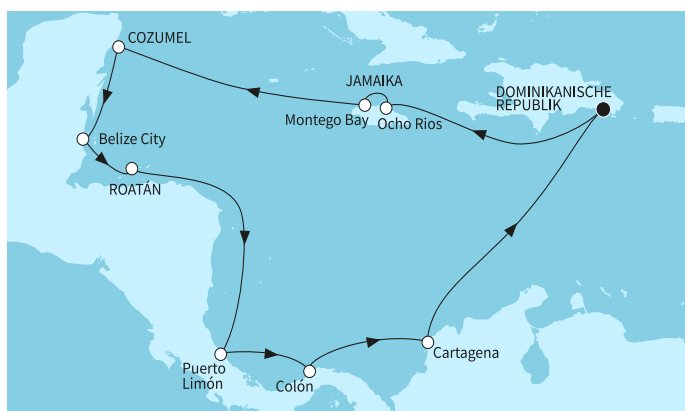 COZUMEL
JAMAIKA
DOMINIKANISCHE
REPUBLIK
Montego Bay
Ocho Rios
Belize City
ROATÁN
Puerto
Limón
Colón
Cartagena